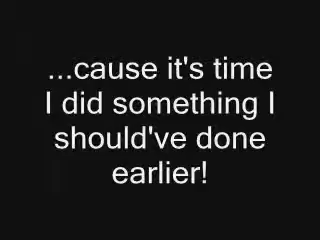 ...cause it's time
I did something I
should've done
earlier!